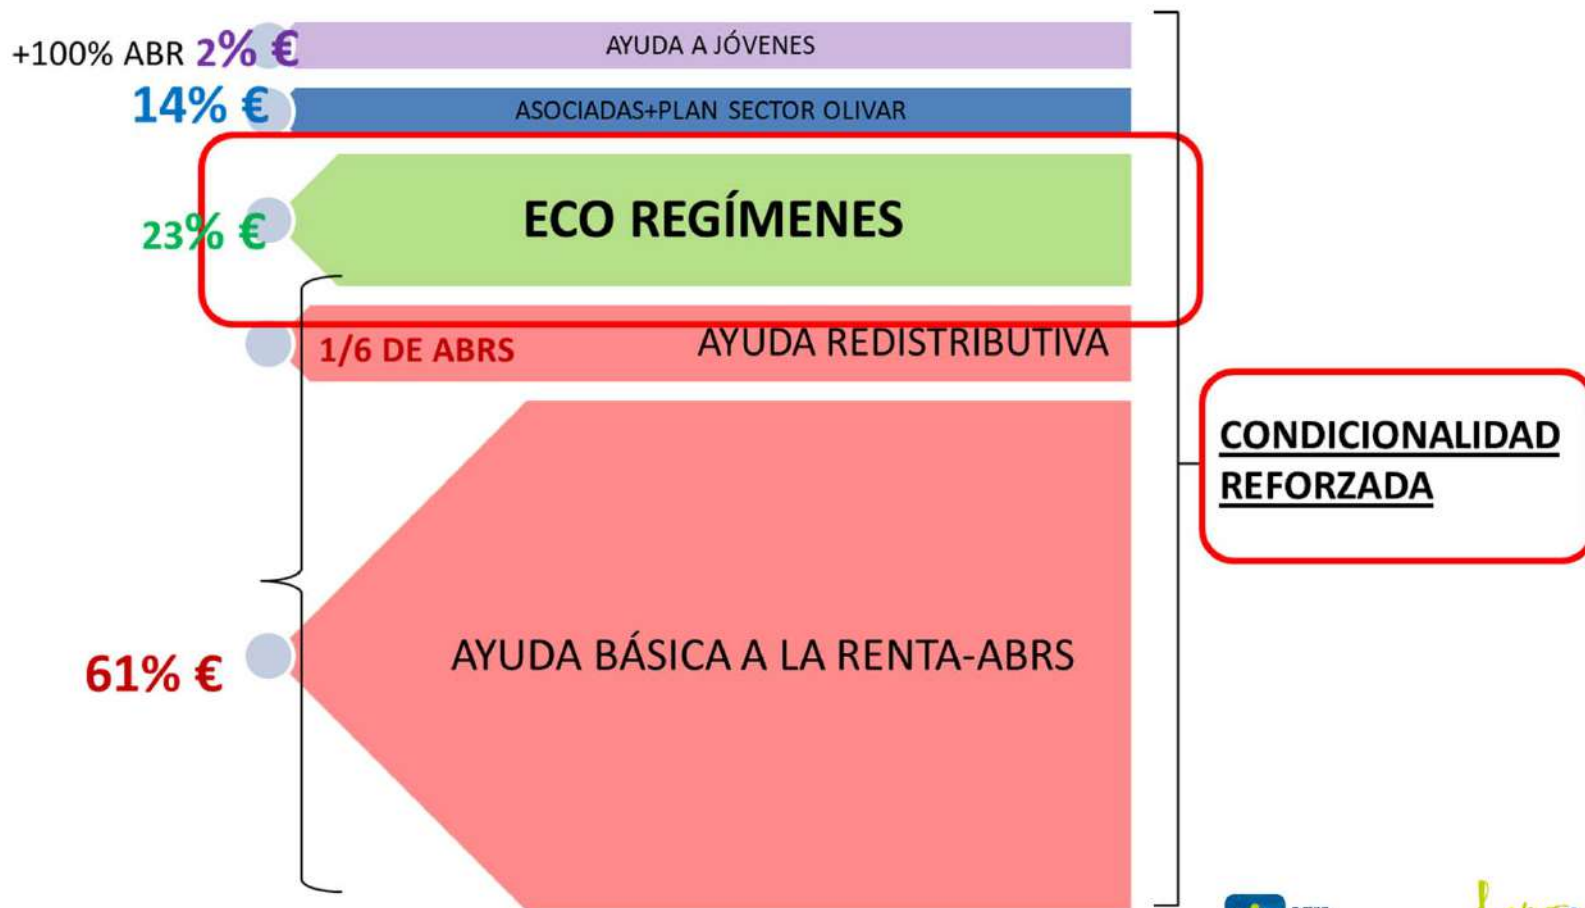 +100% ABR 2% €
AYUDA A JÓVENES
14% €
ASOCIADAS+PLAN SECTOR OLIVAR
23% €
ECO REGÍMENES
1/6 DE ABRS
AYUDA REDISTRIBUTIVA
CONDICIONALIDAD
REFORZADA
61% €
AYUDA BÁSICA A LA RENTA-ABRS